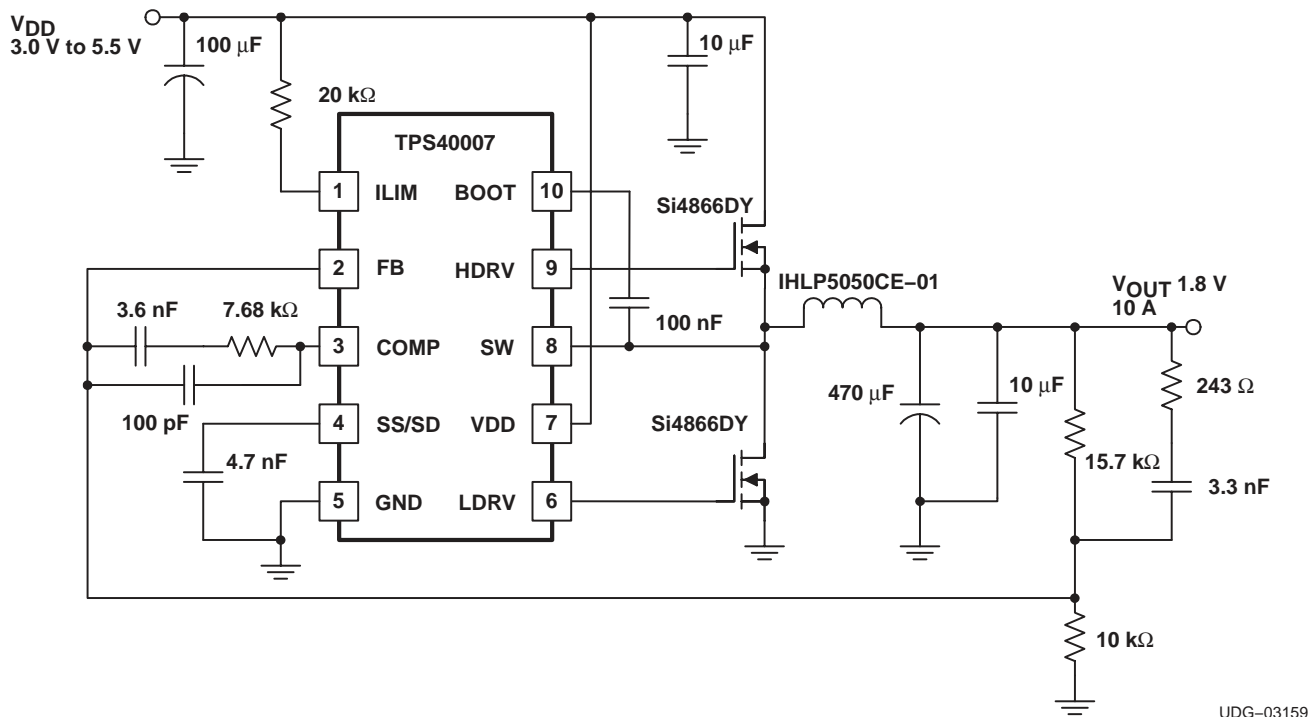 VDD
3.0 V to 5.5 V
100 μF
10 μF
20 kΩ
TPS40007
1 ILIM BOOT 10
Si4866DY
2 FB HDRV 9
IHLP5050CE–01
VOUT 1.8 V
10 A
3.6 nF
7.68 kΩ
100 nF
3 COMP SW 8
243 Ω
470 μF
10 μF
100 pF
4 SS/SD VDD 7
Si4866DY
4.7 nF
15.7 kΩ
3.3 nF
5 GND LDRV 6
10 kΩ
UDG–03159